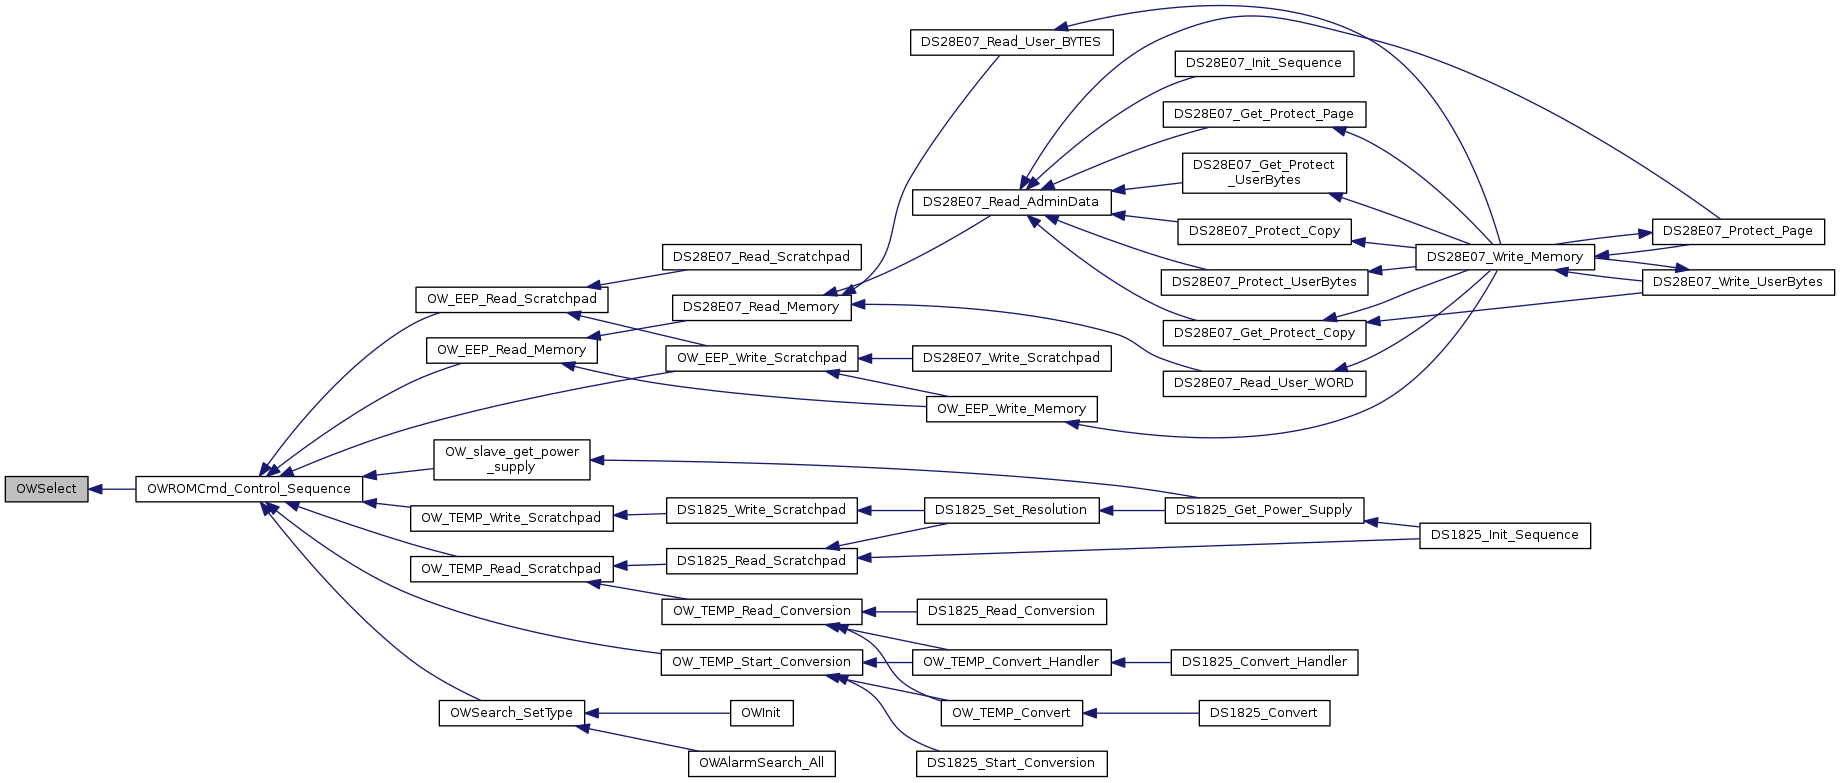 DS28E07_Read_User_BYTES
DS28E07_Init_Sequence
DS28E07_Get_Protect_Page
DS28E07_Get_Protect
_UserBytes
DS28E07_Read_AdminData
DS28E07_Protect_Copy
DS28E07_Protect_Page
DS28E07_Read_Scratchpad
DS28E07_Write_Memory
DS28E07_Protect_UserBytes
DS28E07_Write_UserBytes
OW_EEP_Read_Scratchpad
DS28E07_Read_Memory
DS28E07_Get_Protect_Copy
OW_EEP_Read_Memory
OW_EEP_Write_Scratchpad
DS28E07_Write_Scratchpad
DS28E07_Read_User_WORD
OW_EEP_Write_Memory
OW_slave_get_power
_supply
OWSelect
OWROMCmd_Control_Sequence
OW_TEMP_Write_Scratchpad
DS1825_Write_Scratchpad
DS1825_Set_Resolution
DS1825_Get_Power_Supply
DS1825_Init_Sequence
OW_TEMP_Read_Scratchpad
DS1825_Read_Scratchpad
OW_TEMP_Read_Conversion
DS1825_Read_Conversion
OW_TEMP_Start_Conversion
OW_TEMP_Convert_Handler
DS1825_Convert_Handler
OWSearch_SetType
OWInit
OW_TEMP_Convert
DS1825_Convert
OWAlarmSearch_All
DS1825_Start_Conversion